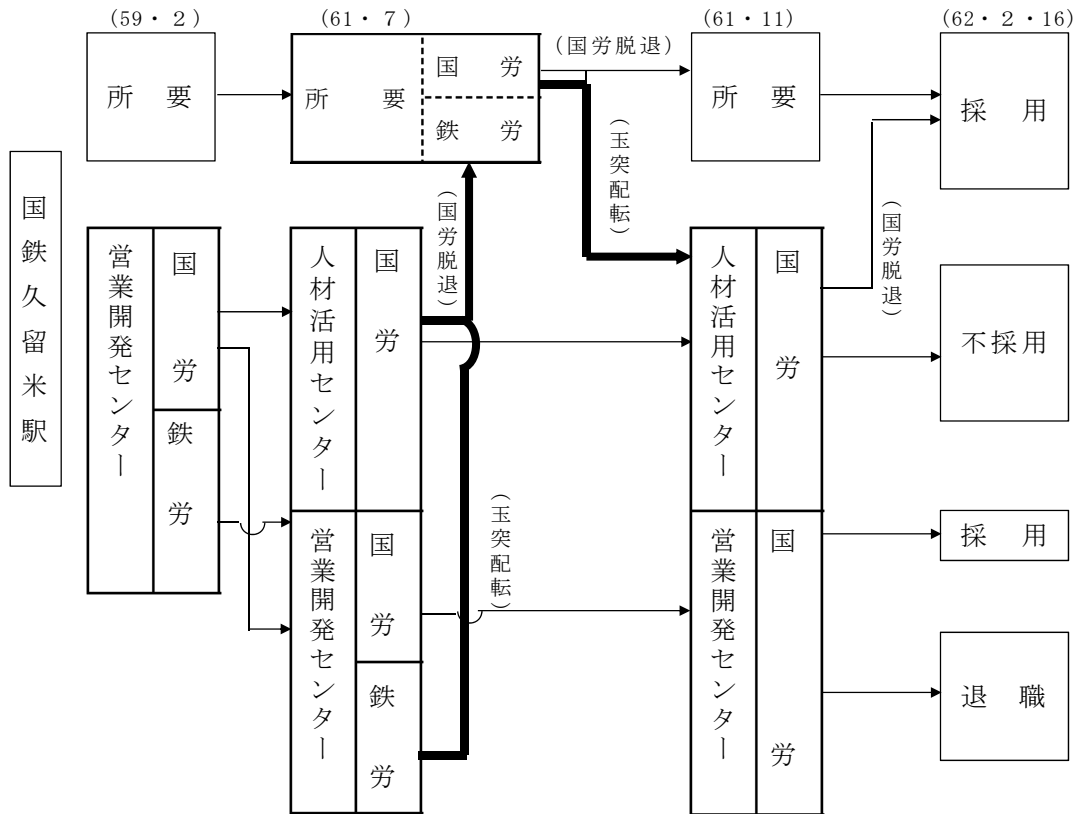 (59・2)
(61・7)
(61・11)
(62・2・16)
国鉄久留米駅
所 要
営業開発センター
国 労
鉄 労
所 要
国 労
鉄 労
(国労脱退)
(玉突配転)
(国労脱退)
人材活用センター
国 労
営業開発センター
国 労
鉄 労
(玉突配転)
所 要
人材活用センター
国 労
営業開発センター
国 労
(国労脱退)
採 用
不採用
採 用
退 職